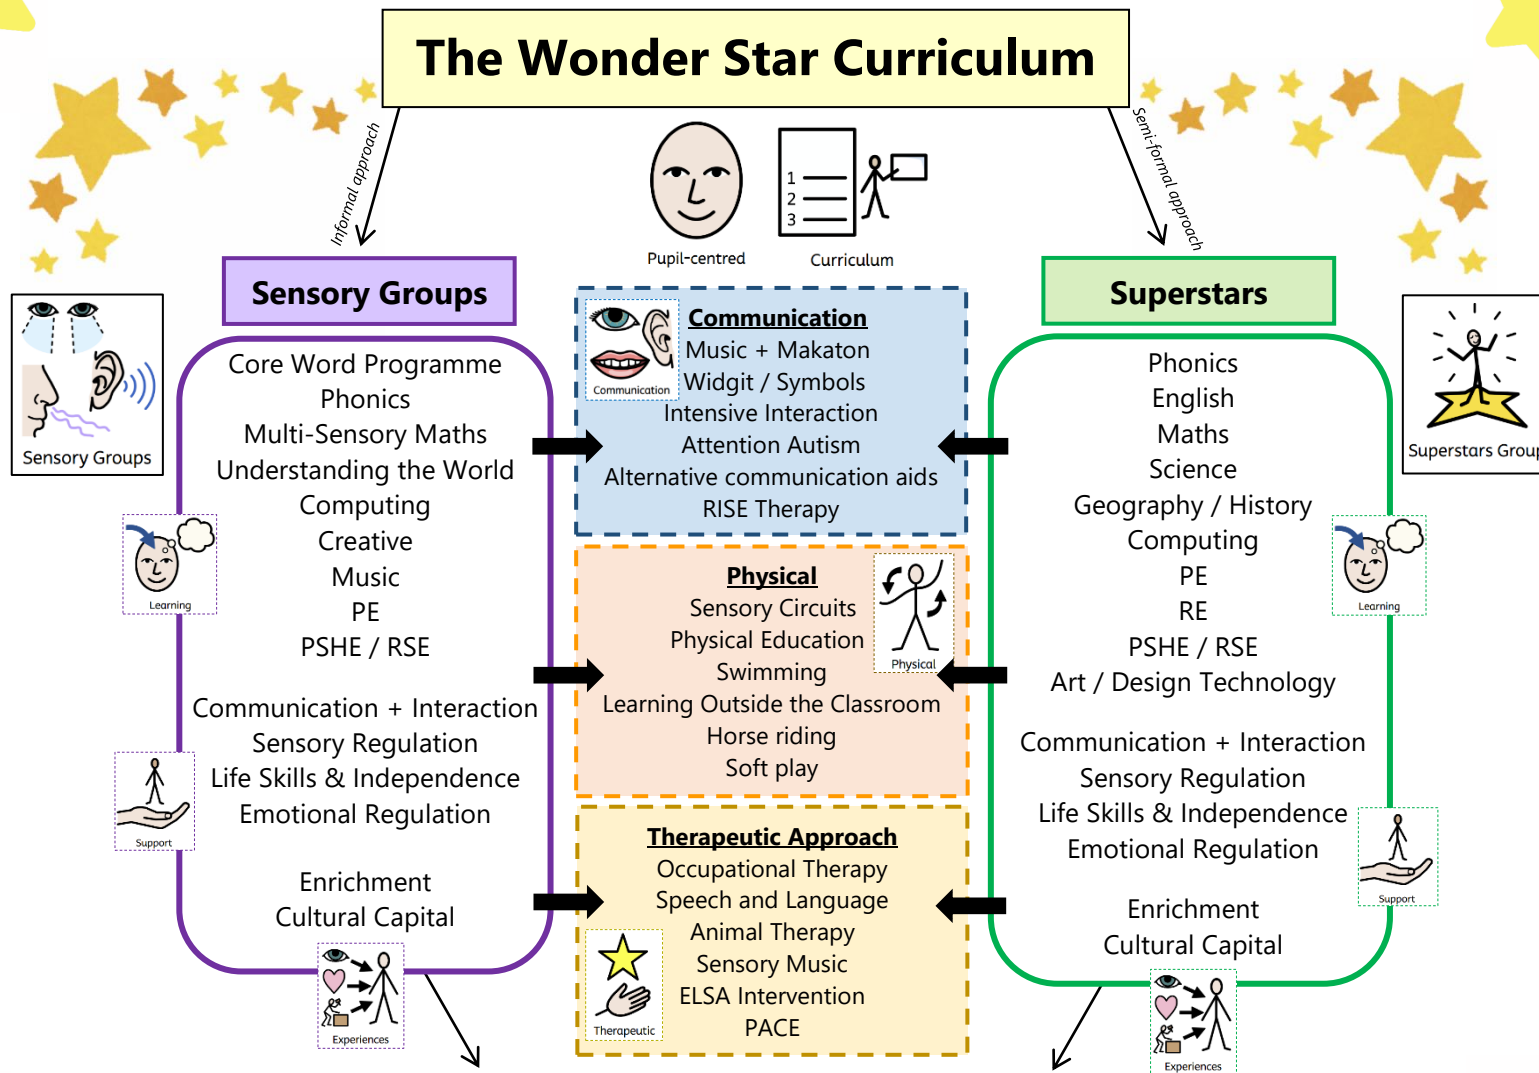 The Wonder Star Curriculum
Informal approach
Semi-formal approach
1
2
3
Pupil-centred
Curriculum
Sensory Groups
Sensory Groups
Core Word Programme
Phonics
Multi-Sensory Maths
Understanding the World
Computing
Creative
Music
PE
PSHE / RSE
Learning
Communication + Interaction
Sensory Regulation
Life Skills & Independence
Emotional Regulation
Support
Enrichment
Cultural Capital
Experiences
Communication
Communication
Music + Makaton
Widgit / Symbols
Intensive Interaction
Attention Autism
Alternative communication aids
RISE Therapy
Physical
Sensory Circuits
Physical Education
Physical
Swimming
Learning Outside the Classroom
Horse riding
Soft play
Therapeutic Approach
Occupational Therapy
Speech and Language
Animal Therapy
Sensory Music
ELSA Intervention
PACE
Therapeutic
Superstars
Superstars Group
Phonics
English
Maths
Science
Geography / History
Computing
PE
RE
PSHE / RSE
Art / Design Technology
Learning
Communication + Interaction
Sensory Regulation
Life Skills & Independence
Emotional Regulation
Support
Enrichment
Cultural Capital
Experiences